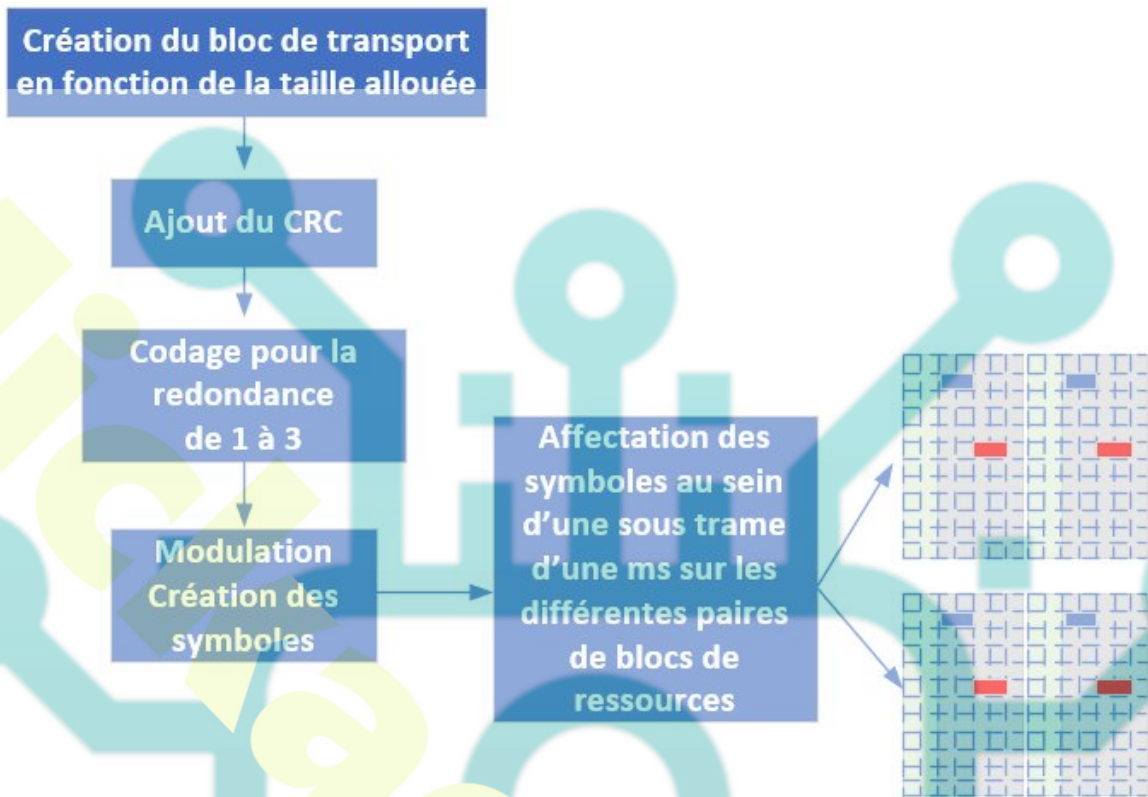 Création du bloc de transport
en fonction de la taille allouée
Ajout du CRC
Codage pour la
redondance
de 1 à 3
Modulation
Création des
symboles
Affectation des
symboles au sein
d'une sous trame
d'une ms sur les
différentes paires
de blocs de
ressources